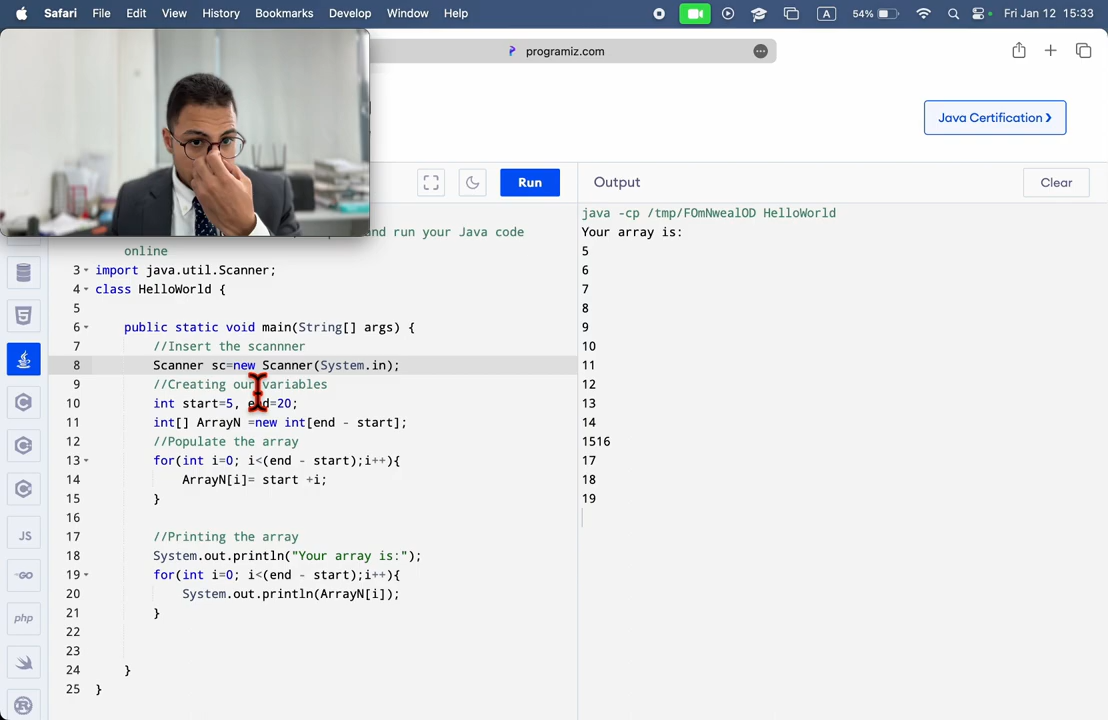 Safari File Edit View History Bookmarks Develop Window Help A 54% Fri Jan 12 15:33
programiz.com
Java Certification ›
Run Output Clear
and run your Java code
online
3 import java.util.Scanner;
4 class HelloWorld {
5
6 public static void main(String[] args) {
7 //Insert the scannner
8 Scanner sc=new Scanner(System.in);
9 //Creating our variables
10 int start=5, end=20;
11 int[] ArrayN =new int[end - start];
12 //Populate the array
13 for(int i=0; i<(end - start);i++){
14 ArrayN[i]= start +i;
15 }
16
17 //Printing the array
18 System.out.println("Your array is:");
19 for(int i=0; i<(end - start);i++){
20 System.out.println(ArrayN[i]);
21 }
22
23
24 }
25 }
JS
GO
php
java -cp /tmp/FOmNwealOD HelloWorld
Your array is:
5
6
7
8
9
10
11
12
13
14
1516
17
18
19